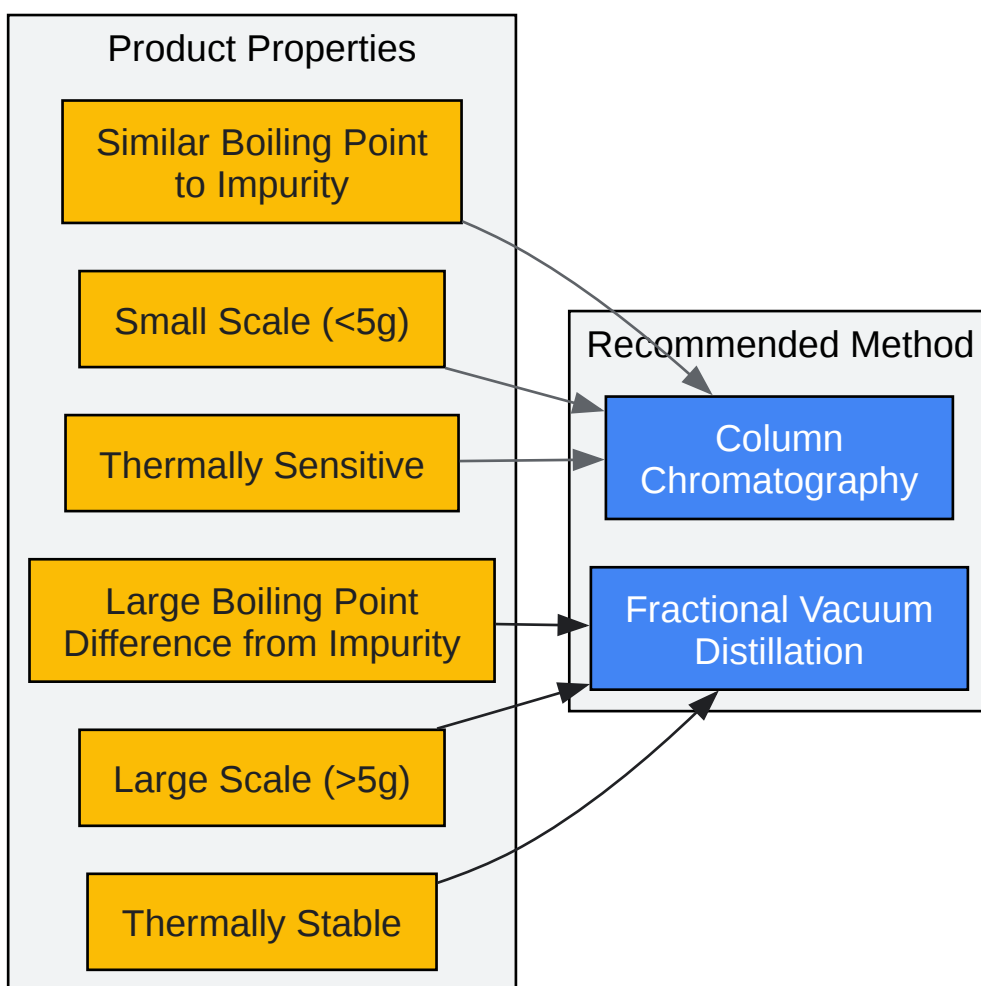 Product Properties
Similar Boiling Point
to Impurity
Small Scale (<5g)
Thermally Sensitive
Large Boiling Point
Difference from Impurity
Large Scale (>5g)
Thermally Stable
Recommended Method
Column
Chromatography
Fractional Vacuum
Distillation